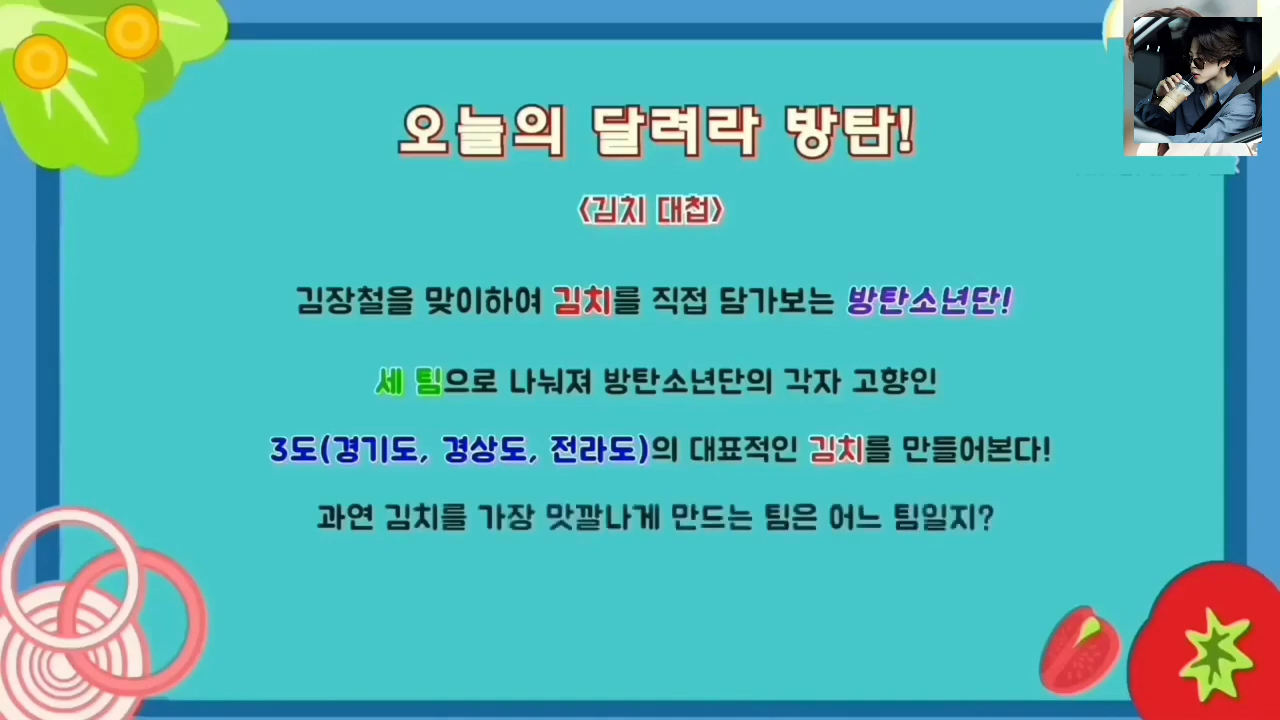 오늘의 달려라 방탄!
<김치 대첩>
김장철을 맞이하여 김치를 직접 담가보는 방탄소년단!
세 팀으로 나눠져 방탄소년단의 각자 고향인
3도(경기도, 경상도, 전라도)의 대표적인 김치를 만들어본다!
과연 김치를 가장 맛깔나게 만드는 팀은 어느 팀일지?